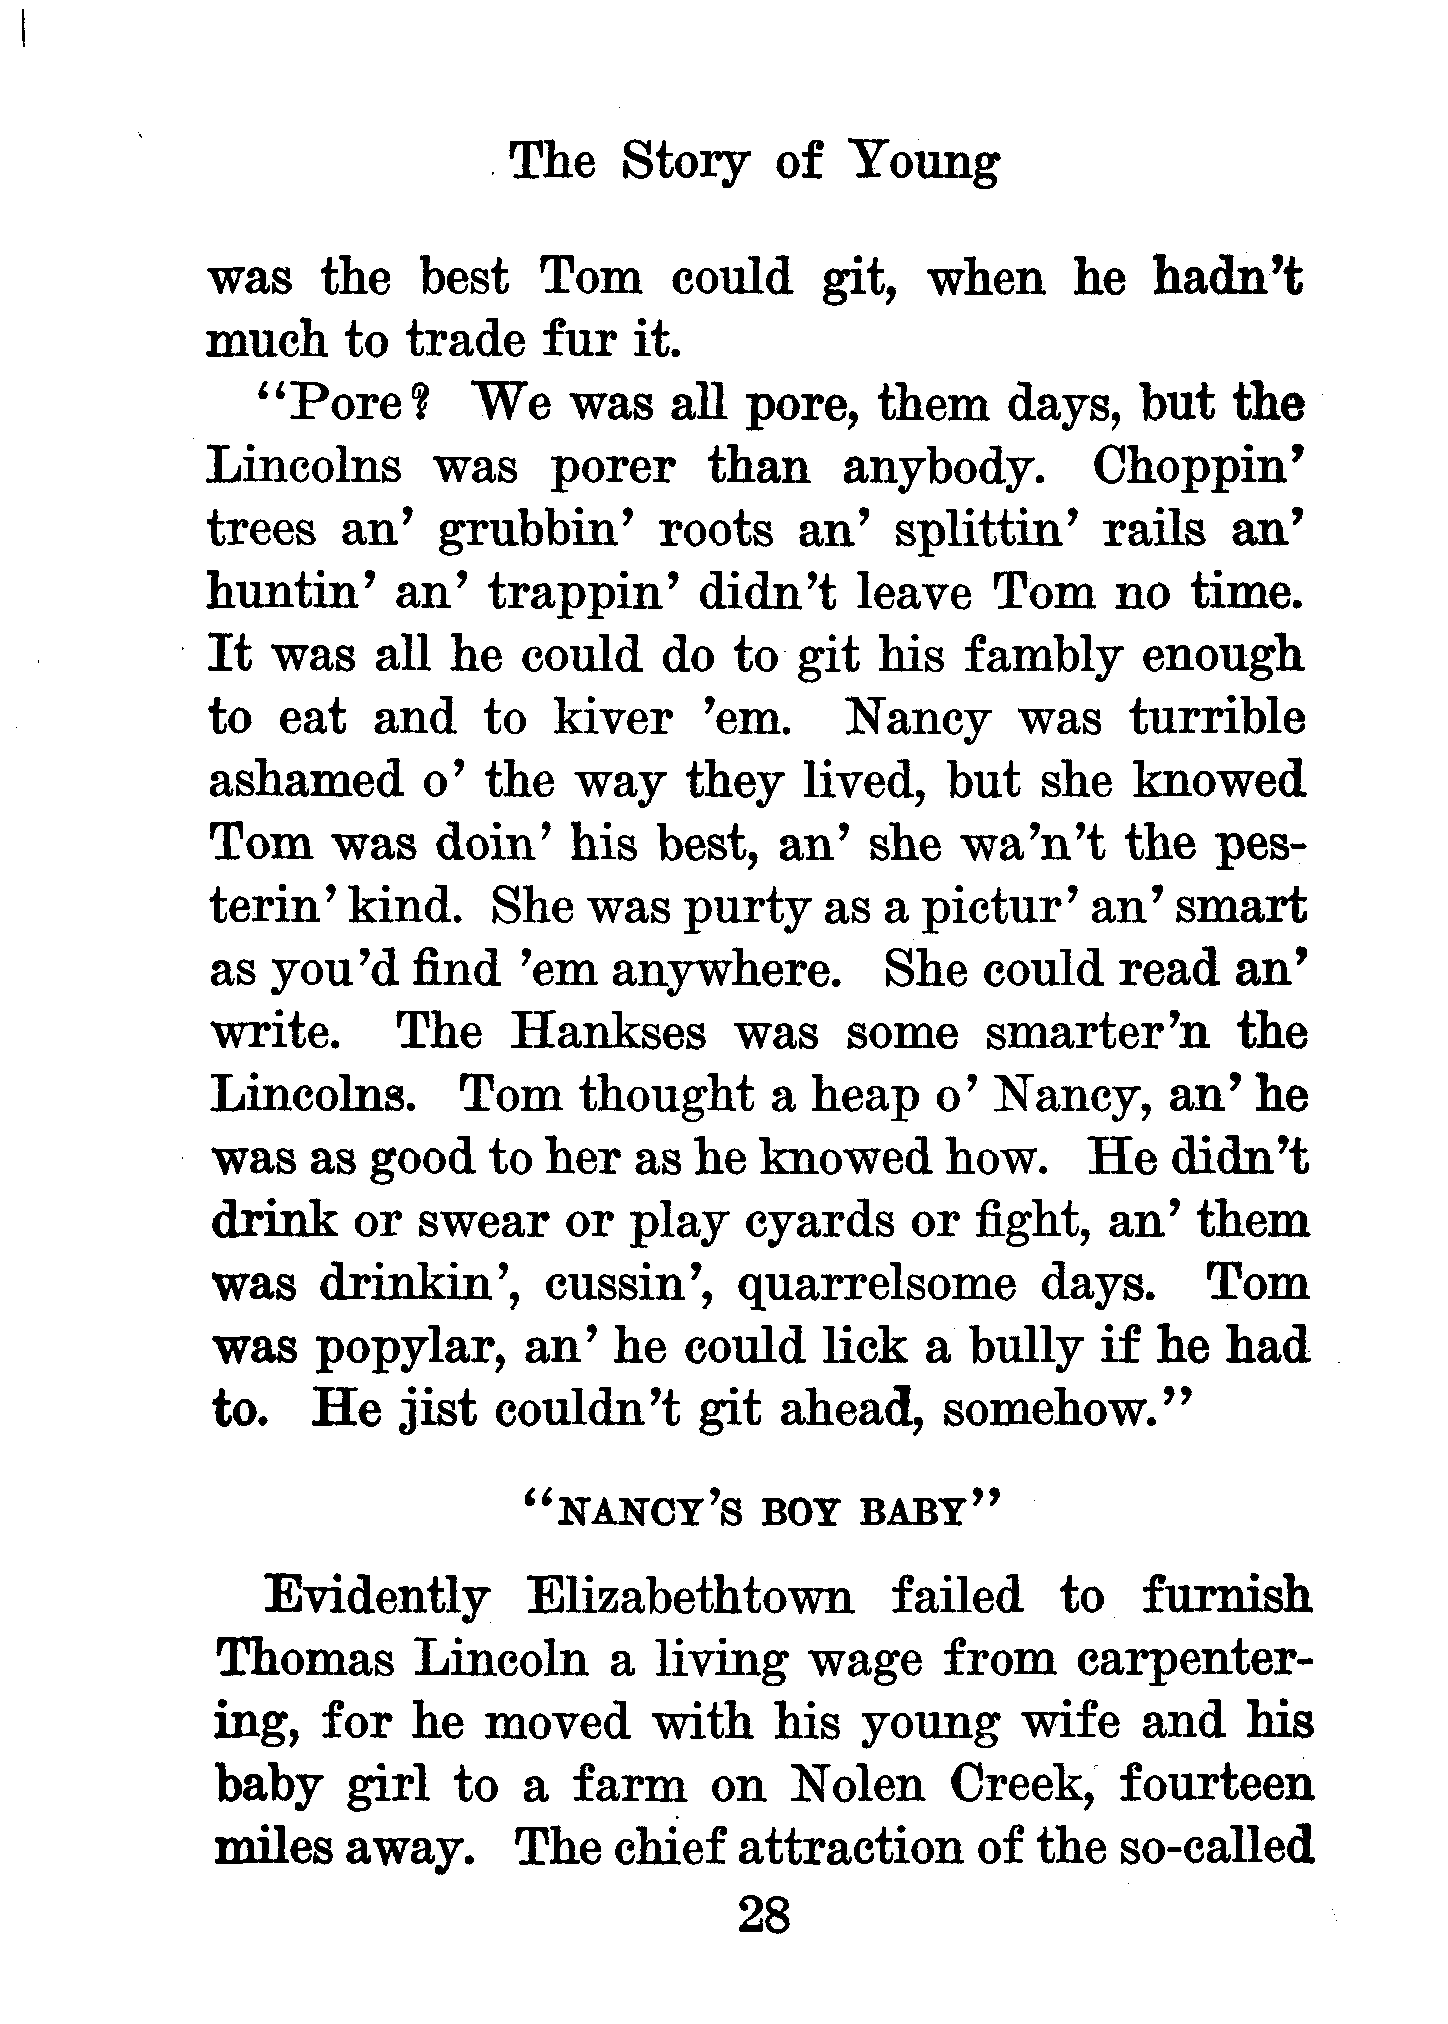 The Story of Young
was the best Tom could git, when he hadn't
much to trade fur it.
"Pore? We was all pore, them days, but the
Lincolns was porer than anybody. Choppin'
trees an' grubbin' roots an' splittin' rails an'
huntin' an' trappin' didn't leave Tom no time.
It was all he could do to git his fambly enough
to eat and to kiver 'em. Nancy was turrible
ashamed o' the way they lived, but she knowed
Tom was doin' his best, an' she wa'n't the pes-
terin' kind. She was purty as a pictur' an' smart
as you'd find 'em anywhere. She could read an'
write. The Hankses was some smarter'n the
Lincolns. Tom thought a heap o' Nancy, an' he
was as good to her as he knowed how. He didn't
drink or swear or play cyards or fight, an' them
was drinkin', cussin', quarrelsome days. Tom
was popylar, an' he could lick a bully if he had
to. He jist couldn't git ahead, somehow."
"NANCY'S BOY BABY"
Evidently Elizabethtown failed to furnish
Thomas Lincoln a living wage from carpenter-
ing, for he moved with his young wife and his
baby girl to a farm on Nolen Creek, fourteen
miles away. The chief attraction of the so-called
28